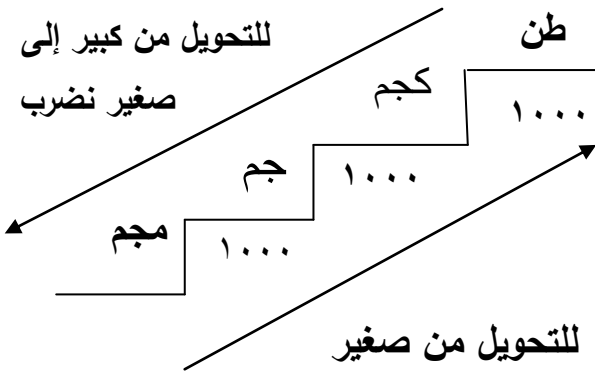 للتحويل من كبير إلى
صغير نضرب
طن
كجم
١٠٠٠
جم
١٠٠٠
مجم
١٠٠٠
للتحويل من صغير